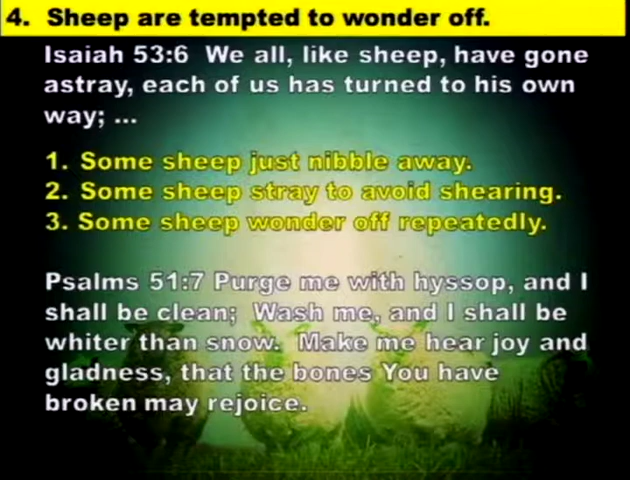 4. Sheep are tempted to wonder off.
Isaiah 53:6 We all, like sheep, have gone
astray, each of us has turned to his own
way; ...
1. Some sheep just nibble away.
2. Some sheep stray to avoid shearing.
3. Some sheep wonder off repeatedly.
Psalms 51:7 Purge me with hyssop, and I
shall be clean; Wash me, and I shall be
whiter than snow. Make me hear joy and
gladness, that the bones You have
broken may rejoice.